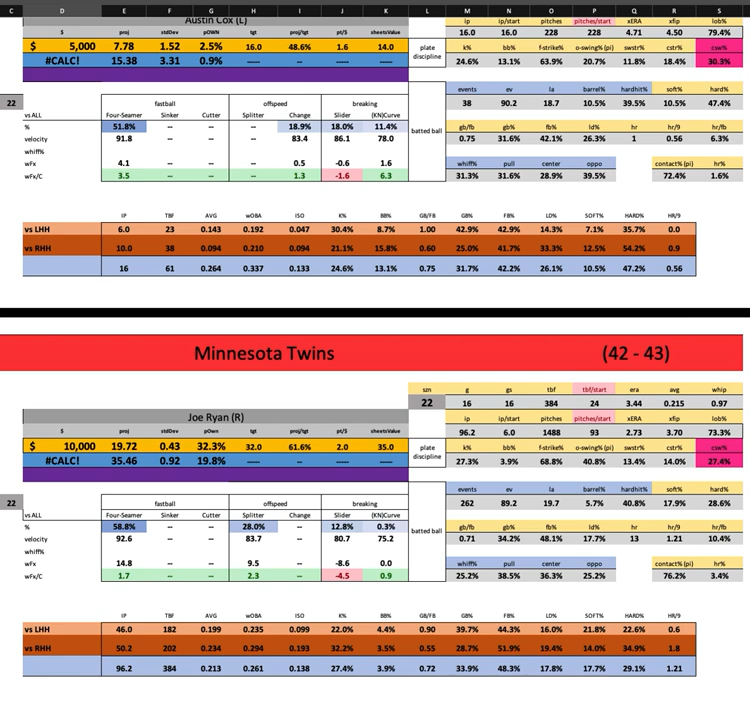 C D E F G H I J K L M N O P Q R S
Austin Cox (L) ip ip/start pitches pitches/start xERA xfip lob%
$ proj stdDev pOWN tgt proj/tgt pt/$ sheetsValue 16.0 16.0 228 228 4.71 4.50 79.4%
$ 5,000 7.78 1.52 2.5% 16.0 48.6% 1.6 14.0 plate discipline k% bb% f-strike% o-swing% (pi) swstr% cstr% csw%
#CALC! 15.38 3.31 0.9% ---- -- ---- ---- 24.6% 13.1% 63.9% 20.7% 11.8% 18.4% 30.3%
events ev la barrel% hardhit% soft% hard%
22 fastball offspeed breaking 38 90.2 18.7 10.5% 39.5% 10.5% 47.4%
vs ALL Four-Seamer Sinker Cutter Splitter Change Slider (KN)Curve batted ball
% 51.8% -- -- -- 18.9% 18.0% 11.4% gb/fb gb% fb% ld% hr hr/9 hr/fb
velocity 91.8 -- -- -- 83.4 86.1 78.0 0.75 31.6% 42.1% 26.3% 1 0.56 6.3%
whiff%
wFx 4.1 0.5 -0.6 1.6 whiff% pull center oppo contact% (pi) hr%
wFx/C 3.5 -- -- -- 1.3 -1.6 6.3 31.3% 31.6% 28.9% 39.5% 72.4% 1.6%
IP TBF AVG wOBA ISO K% BB% GB/FB GB% FB% LD% SOFT% HARD% HR/9
vs LHH 6.0 23 0.143 0.192 0.047 30.4% 8.7% 1.00 42.9% 42.9% 14.3% 7.1% 35.7% 0.0
vs RHH 10.0 38 0.094 0.210 0.094 21.1% 15.8% 0.60 25.0% 41.7% 33.3% 12.5% 54.2% 0.9
16 61 0.264 0.337 0.133 24.6% 13.1% 0.75 31.7% 42.2% 26.1% 10.5% 47.2% 0.56
Minnesota Twins (42 - 43)
szn g gs tbf tbf/start era avg whip
22 16 16 384 24 3.44 0.215 0.97
Joe Ryan (R) ip ip/start pitches pitches/start xERA xfip lob%
$ proj stdDev pOwn tgt proj/tgt pt/$ sheetsValue 96.2 6.0 1488 93 2.73 3.70 73.3%
$ 10,000 19.72 0.43 32.3% 32.0 61.6% 2.0 35.0 plate discipline k% bb% f-strike% o-swing% (pi) swstr% cstr% csw%
#CALC! 35.46 0.92 19.8% ---- -- ---- ---- 27.3% 3.9% 68.8% 40.8% 13.4% 14.0% 27.4%
events ev la barrel% hardhit% soft% hard%
22 fastball offspeed breaking 262 89.2 19.7 5.7% 40.8% 17.9% 28.6%
vs ALL Four-Seamer Sinker Cutter Splitter Change Slider (KN)Curve batted ball
% 58.8% -- -- 28.0% -- 12.8% 0.3% gb/fb gb% fb% ld% hr hr/9 hr/fb
velocity 92.6 -- -- 83.7 -- 80.7 75.2 0.71 34.2% 48.1% 17.7% 13 1.21 10.4%
whiff%
wFx 14.8 9.5 -8.6 0.0 whiff% pull center oppo contact% (pi) hr%
wFx/C 1.7 -- -- 2.3 -- -4.5 0.9 25.2% 38.5% 36.3% 25.2% 76.2% 3.4%
IP TBF AVG wOBA ISO K% BB% GB/FB GB% FB% LD% SOFT% HARD% HR/9
vs LHH 46.0 182 0.199 0.235 0.099 22.0% 4.4% 0.90 39.7% 44.3% 16.0% 21.8% 22.6% 0.6
vs RHH 50.2 202 0.234 0.294 0.193 32.2% 3.5% 0.55 28.7% 51.9% 19.4% 14.0% 34.9% 1.8
96.2 384 0.213 0.261 0.138 27.4% 3.9% 0.72 33.9% 48.3% 17.8% 17.7% 29.1% 1.21